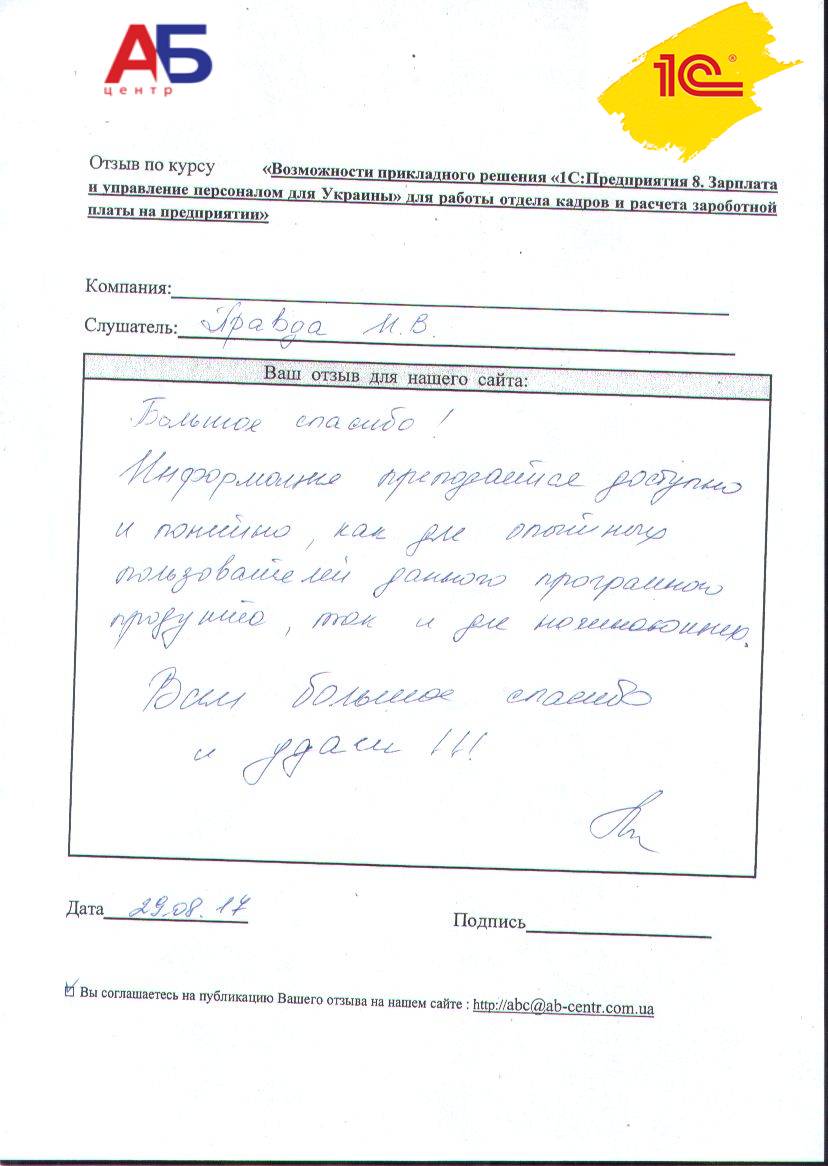 АБ
центр
1С®
Отзыв по курсу «Возможности прикладного решения «1С:Предприятия 8. Зарплата
и управление персоналом для Украины» для работы отдела кадров и расчета зароботной
платы на предприятии»
Компания:
Слушатель: Правда Н.В.
Ваш отзыв для нашего сайта:
Большое спасибо!
Информация преподается доступно
и понятно, как для опытных
пользователей данного програмного
продукта, так и для начинающих.
Вам большое спасибо
и удачи !!!
Дата 29.08.17
Подпись
Вы соглашаетесь на публикацию Вашего отзыва на нашем сайте : http://abc@ab-centr.com.ua